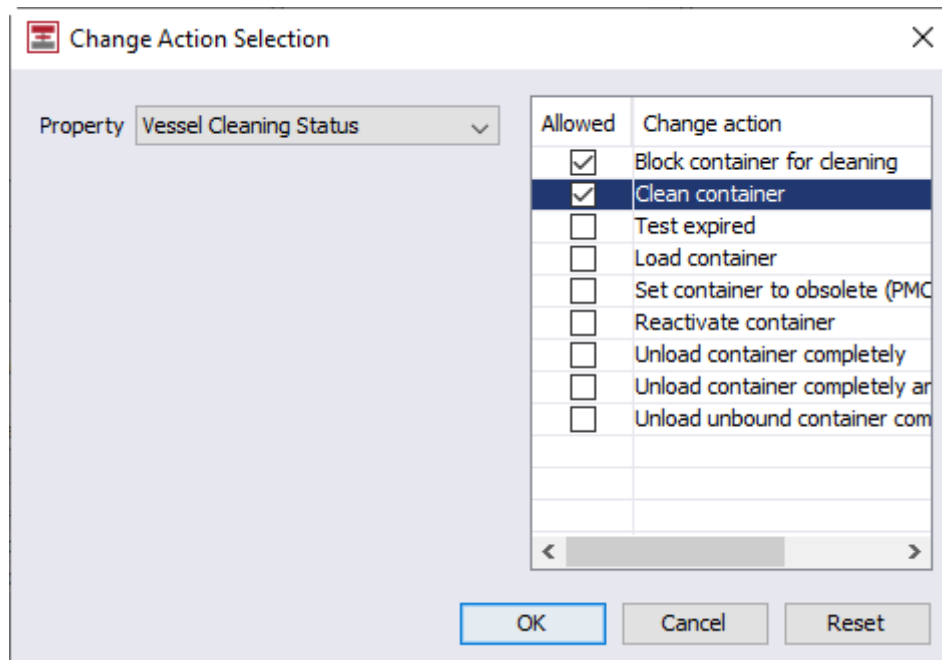 Change Action Selection
Property Vessel Cleaning Status
Allowed Change action
Block container for cleaning
Clean container
Test expired
Load container
Set container to obsolete (PMC
Reactivate container
Unload container completely
Unload container completely ar
Unload unbound container com
OK Cancel Reset